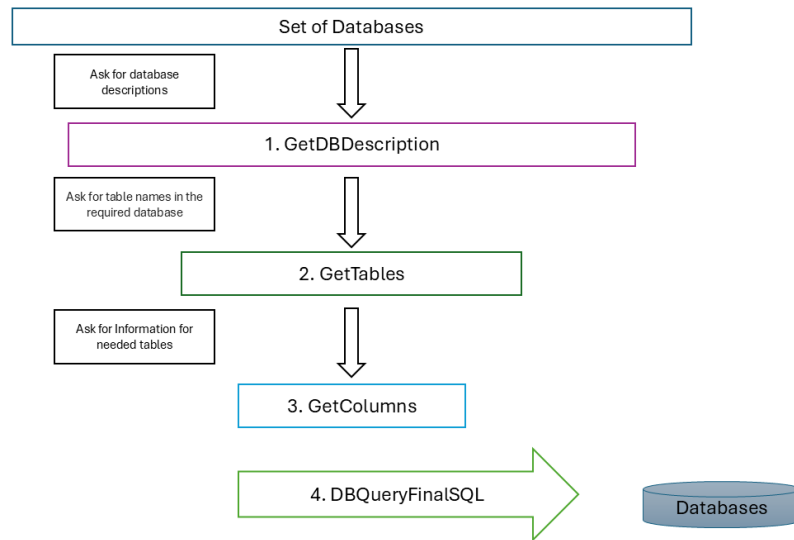 Set of Databases
Ask for database
descriptions
1. GetDBDescription
Ask for table names in the
required database
2. GetTables
Ask for Information for
needed tables
3. GetColumns
4. DBQueryFinalSQL
Databases